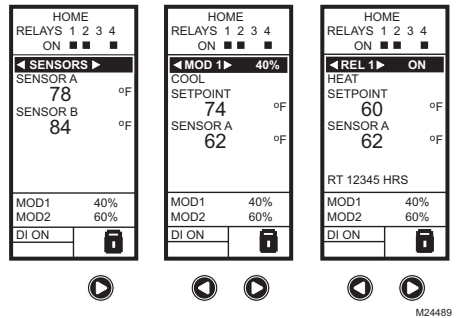 HOME
RELAYS 1 2 3 4
ON
SENSORS
SENSOR A
78 ºF
SENSOR B
84 ºF
MOD1 40%
MOD2 60%
DI ON
HOME
RELAYS 1 2 3 4
ON
MOD 1 40%
COOL
SETPOINT
74 ºF
SENSOR A
62 ºF
MOD1 40%
MOD2 60%
DI ON
HOME
RELAYS 1 2 3 4
ON
REL 1 ON
HEAT
SETPOINT
60 ºF
SENSOR A
62 ºF
RT 12345 HRS
MOD1 40%
MOD2 60%
DI ON
M24489